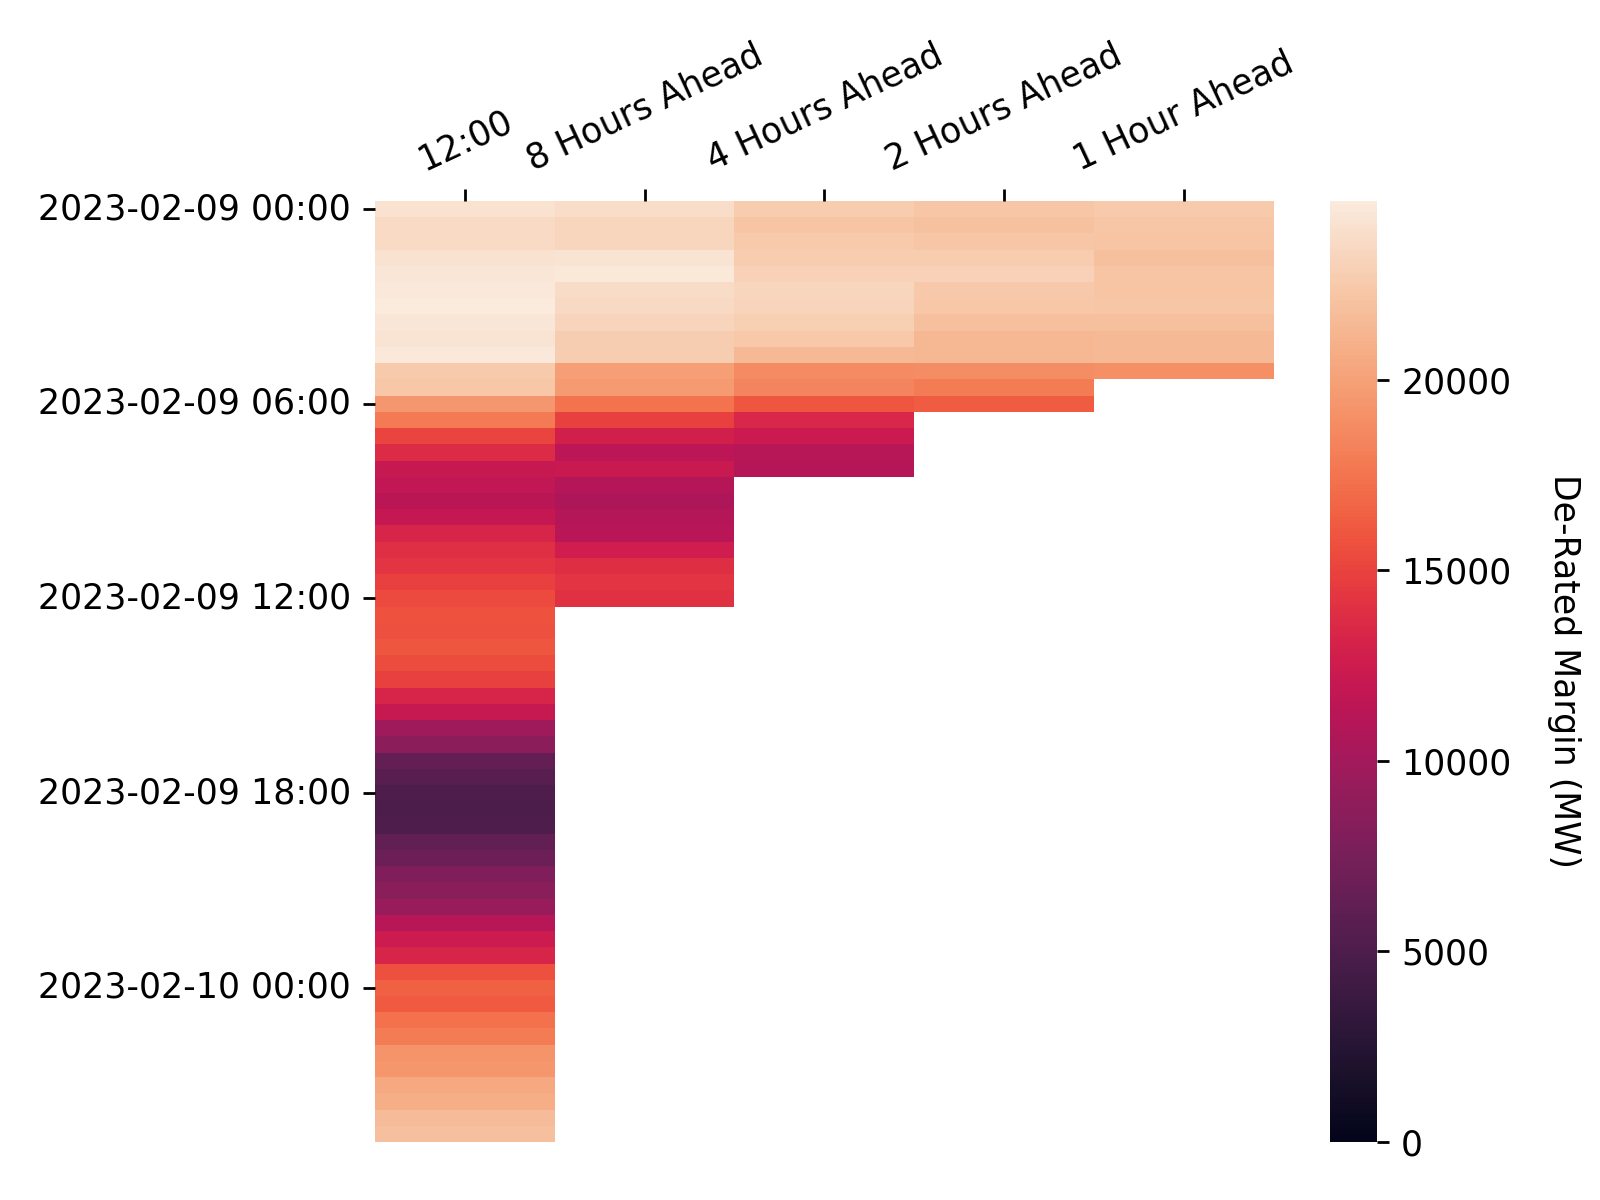 12:00
8 Hours Ahead
4 Hours Ahead
2 Hours Ahead
1 Hour Ahead
2023-02-09 00:00
2023-02-09 06:00
2023-02-09 12:00
2023-02-09 18:00
2023-02-10 00:00
20000
15000
10000
5000
0
De-Rated Margin (MW)